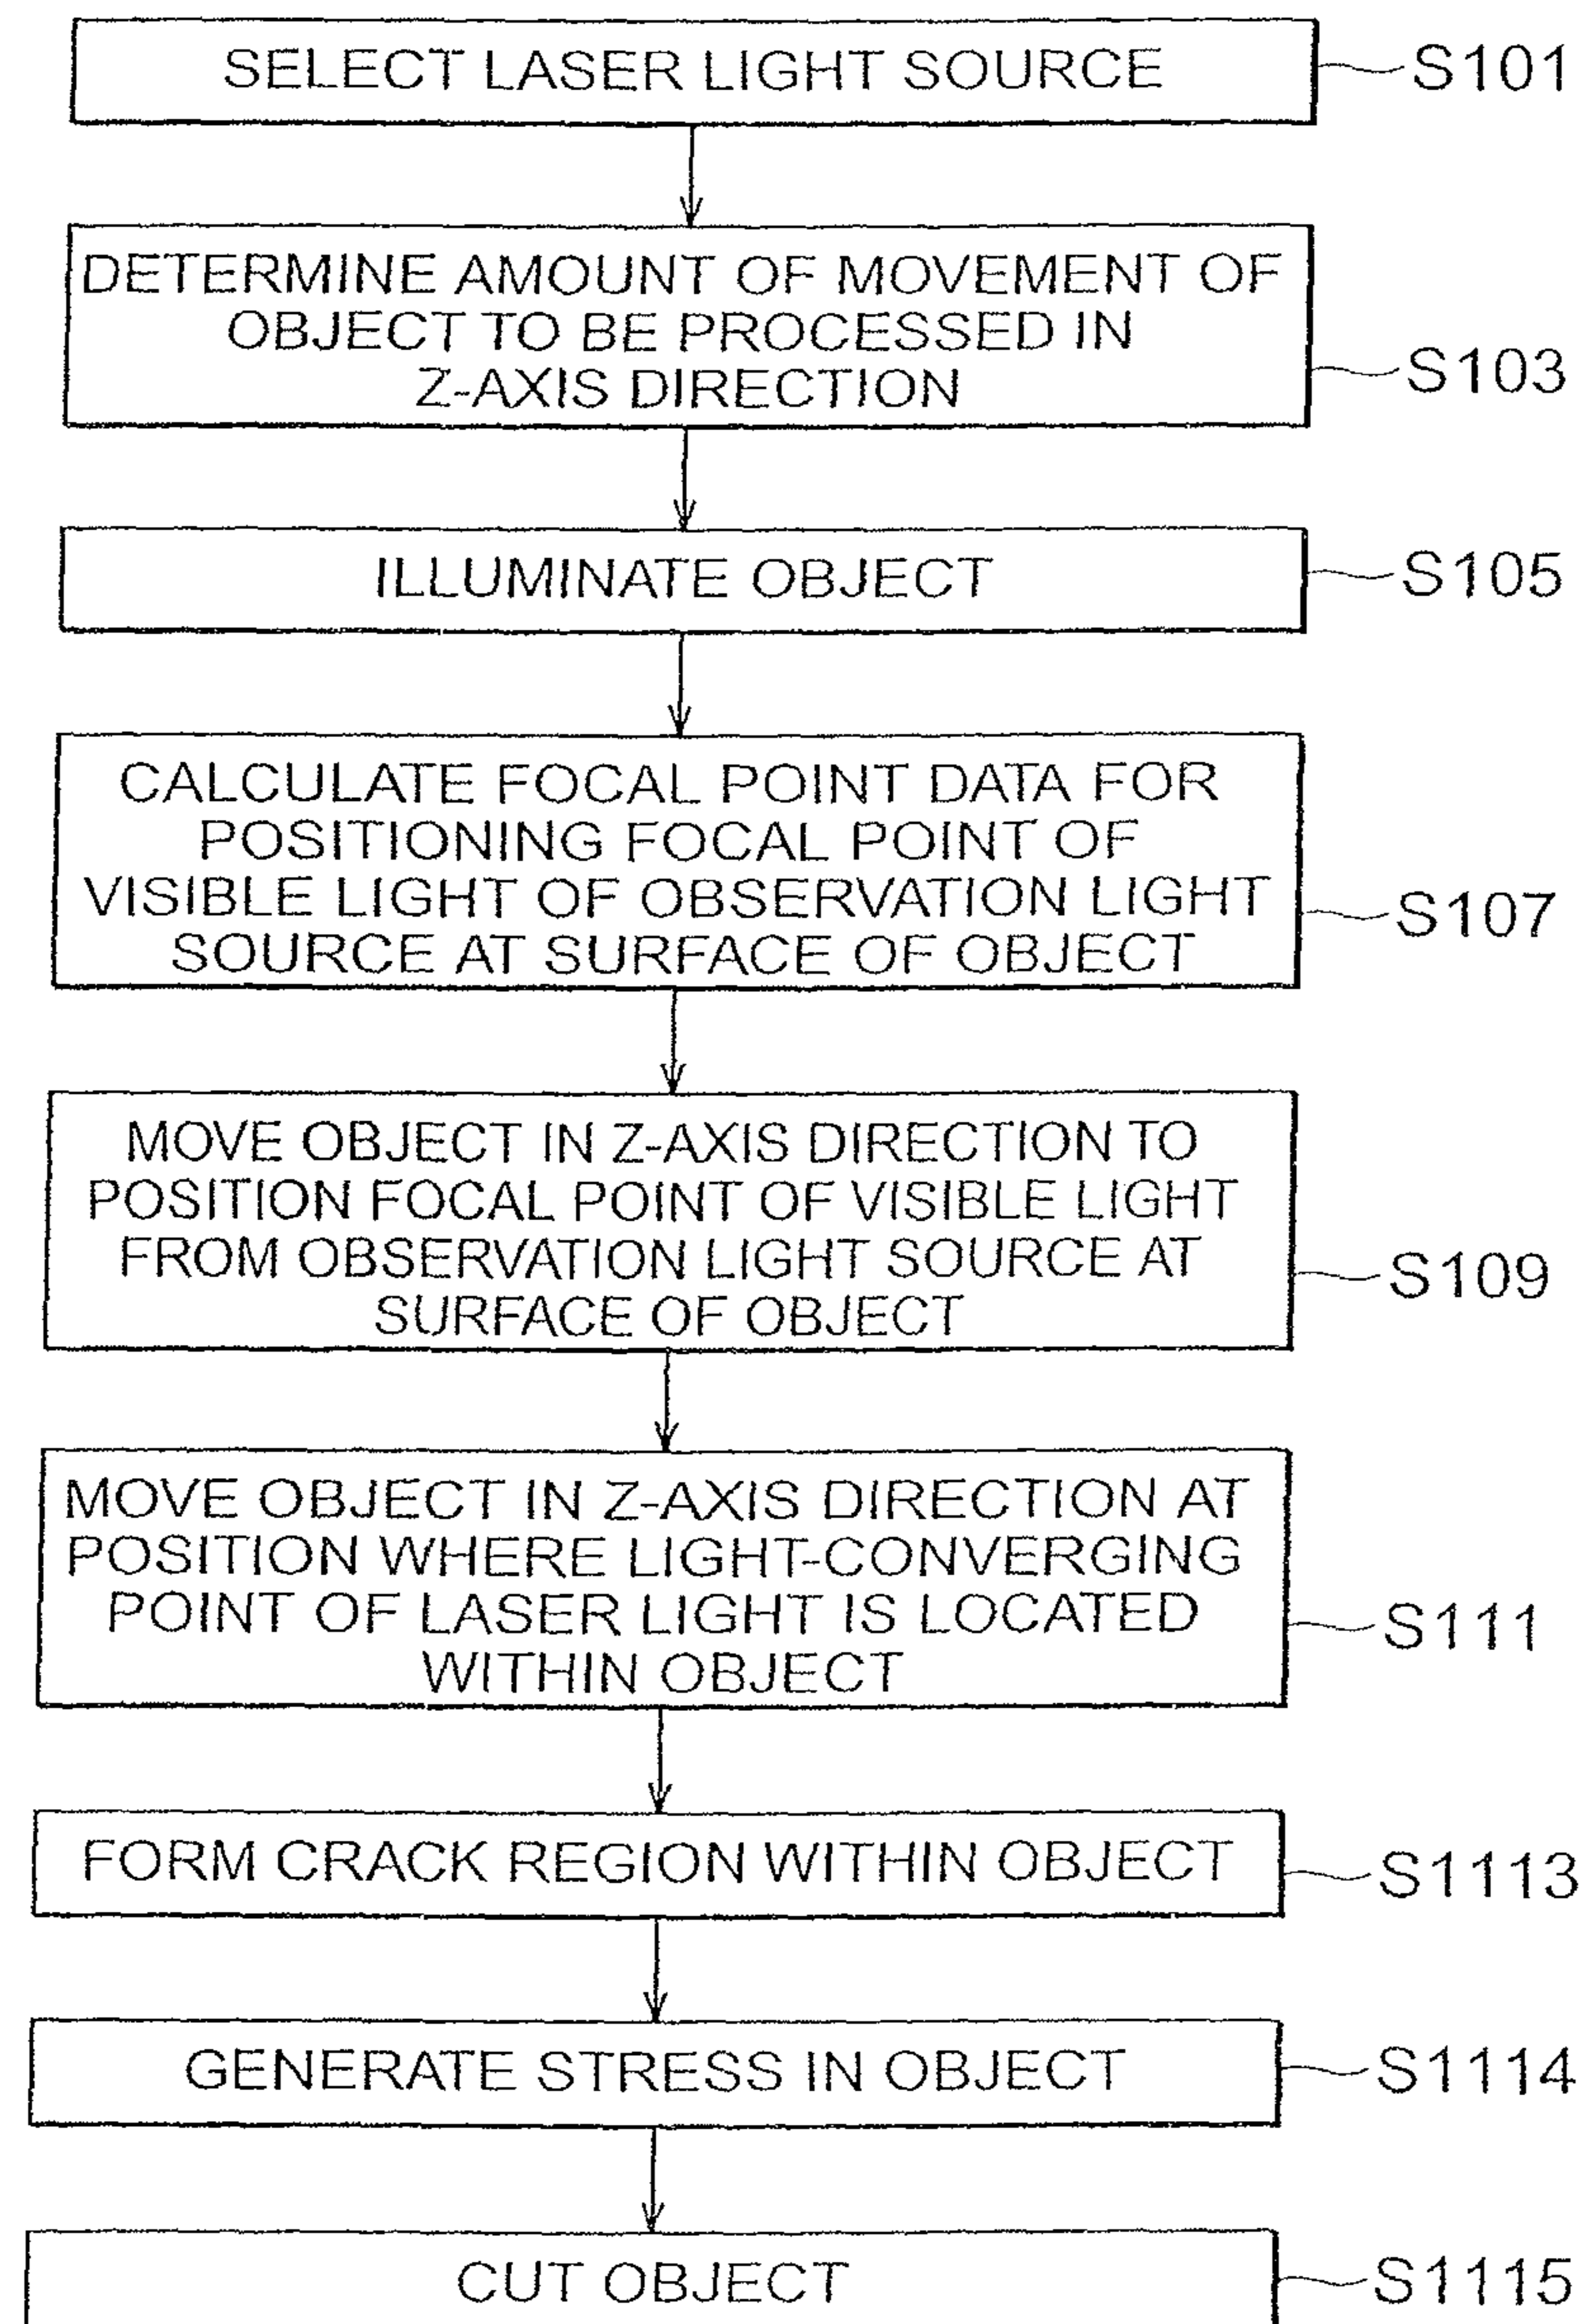 SELECT LASER LIGHT SOURCE
S101
DETERMINE AMOUNT OF MOVEMENT OF
OBJECT TO BE PROCESSED IN
Z-AXIS DIRECTION
S103
ILLUMINATE OBJECT
S105
CALCULATE FOCAL POINT DATA FOR
POSITIONING FOCAL POINT OF
VISIBLE LIGHT OF OBSERVATION LIGHT
SOURCE AT SURFACE OF OBJECT
S107
MOVE OBJECT IN Z-AXIS DIRECTION TO
POSITION FOCAL POINT OF VISIBLE LIGHT
FROM OBSERVATION LIGHT SOURCE AT
SURFACE OF OBJECT
S109
MOVE OBJECT IN Z-AXIS DIRECTION AT
POSITION WHERE LIGHT-CONVERGING
POINT OF LASER LIGHT IS LOCATED
WITHIN OBJECT
S111
FORM CRACK REGION WITHIN OBJECT
S1113
GENERATE STRESS IN OBJECT
S1114
CUT OBJECT
S1115